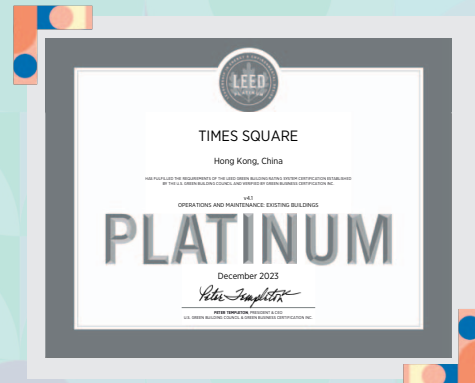 LEED
TIMES SQUARE
Hong Kong, China
HAS FULFILLED THE REQUIREMENTS OF THE LEED GREEN BUILDING RATING SYSTEM CERTIFICATION ESTABLISHED
BY THE U.S. GREEN BUILDING COUNCIL AND VERIFIED BY GREEN BUSINESS CERTIFICATION INC.
v4.1
OPERATIONS AND MAINTENANCE: EXISTING BUILDINGS
PLATINUM
December 2023
Peter Templeton
PETER TEMPLETON, PRESIDENT & CEO
U.S. GREEN BUILDING COUNCIL & GREEN BUSINESS CERTIFICATION INC.